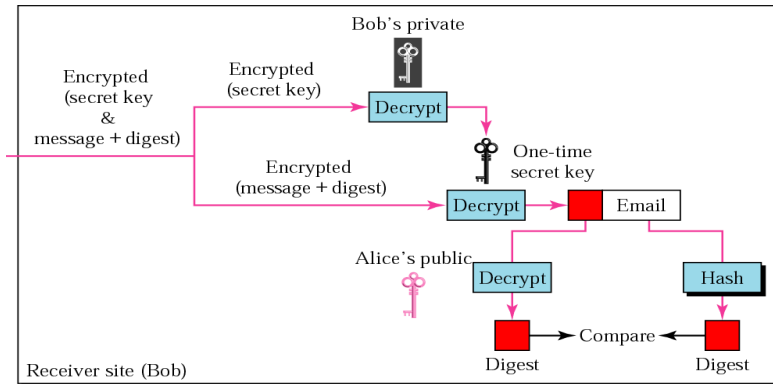 Bob's private
Encrypted
(secret key
&
message + digest)
Encrypted
(secret key)
Decrypt
Encrypted
(message + digest)
One-time
secret key
Decrypt
Email
Alice's public
Decrypt
Hash
Compare
Digest
Digest
Receiver site (Bob)